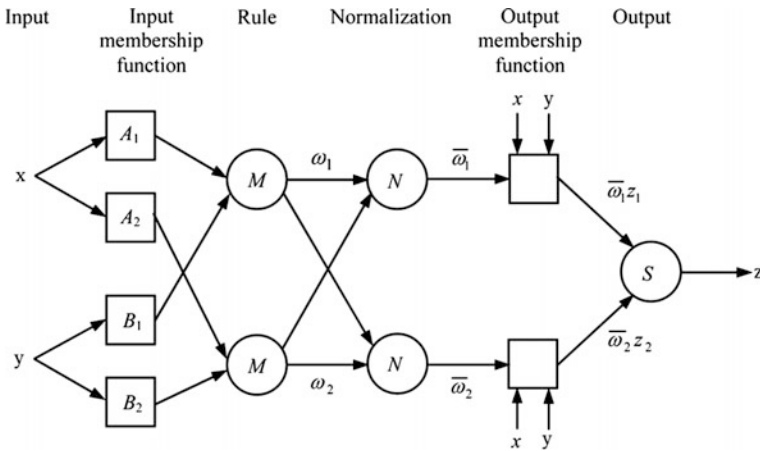 Input Input Rule Normalization Output Output
membership membership
function function
x y
A₁
ω₁ ω̅₁
x M N ω̅₁z₁
A₂
S z
B₁
ω̅₂z₂
y M N
ω₂ ω̅₂
B₂
x y